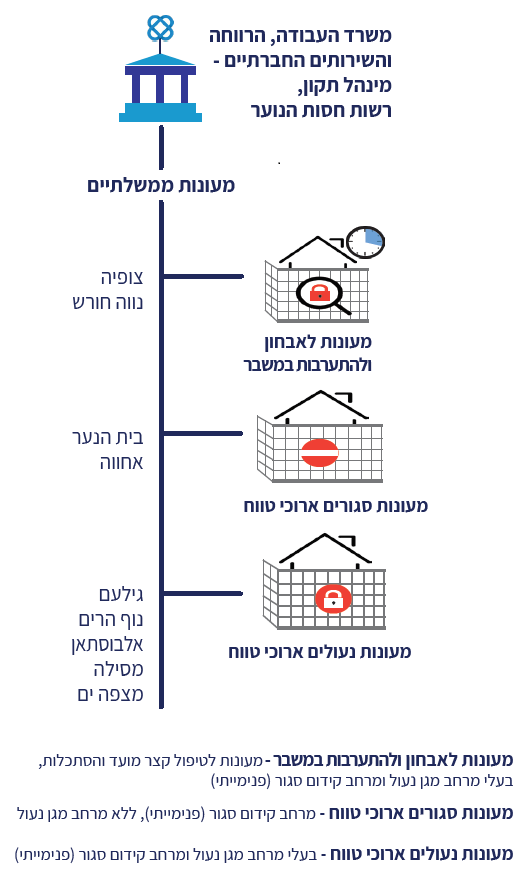 משרד העבודה, הרווחה
והשירותים החברתיים -
מינהל תקון,
רשות חסות הנוער
מעונות ממשלתיים
צופיה
נווה חורש
מעונות לאבחון
ולהתערבות במשבר
בית הנער
אחווה
מעונות סגורים ארוכי טווח
גילעם
נוף הרים
אלבוסתאן
מסילה
מצפה ים
מעונות נעולים ארוכי טווח
מעונות לאבחון ולהתערבות במשבר - מעונות לטיפול קצר מועד והסתכלות,
בעלי מרחב מגן נעול ומרחב קידום סגור (פנימייתי)
מעונות סגורים ארוכי טווח - מרחב קידום סגור (פנימייתי), ללא מרחב מגן נעול
מעונות נעולים ארוכי טווח - בעלי מרחב מגן נעול ומרחב קידום סגור (פנימייתי)